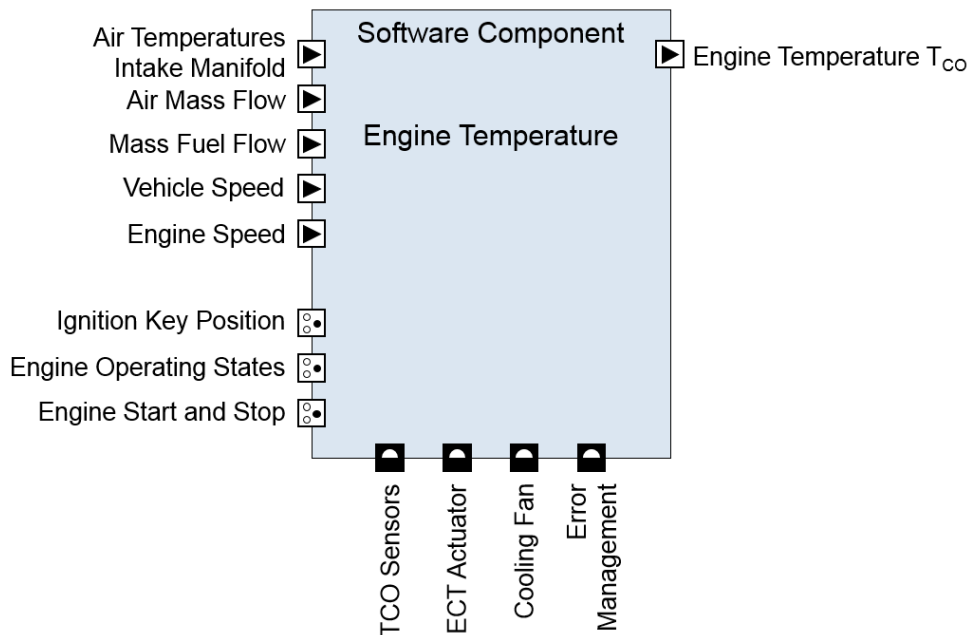 Software Component
Engine Temperature
Air Temperatures
Intake Manifold
Air Mass Flow
Mass Fuel Flow
Vehicle Speed
Engine Speed
Ignition Key Position
Engine Operating States
Engine Start and Stop
Engine Temperature T_CO
TCO Sensors
ECT Actuator
Cooling Fan
Error
Management